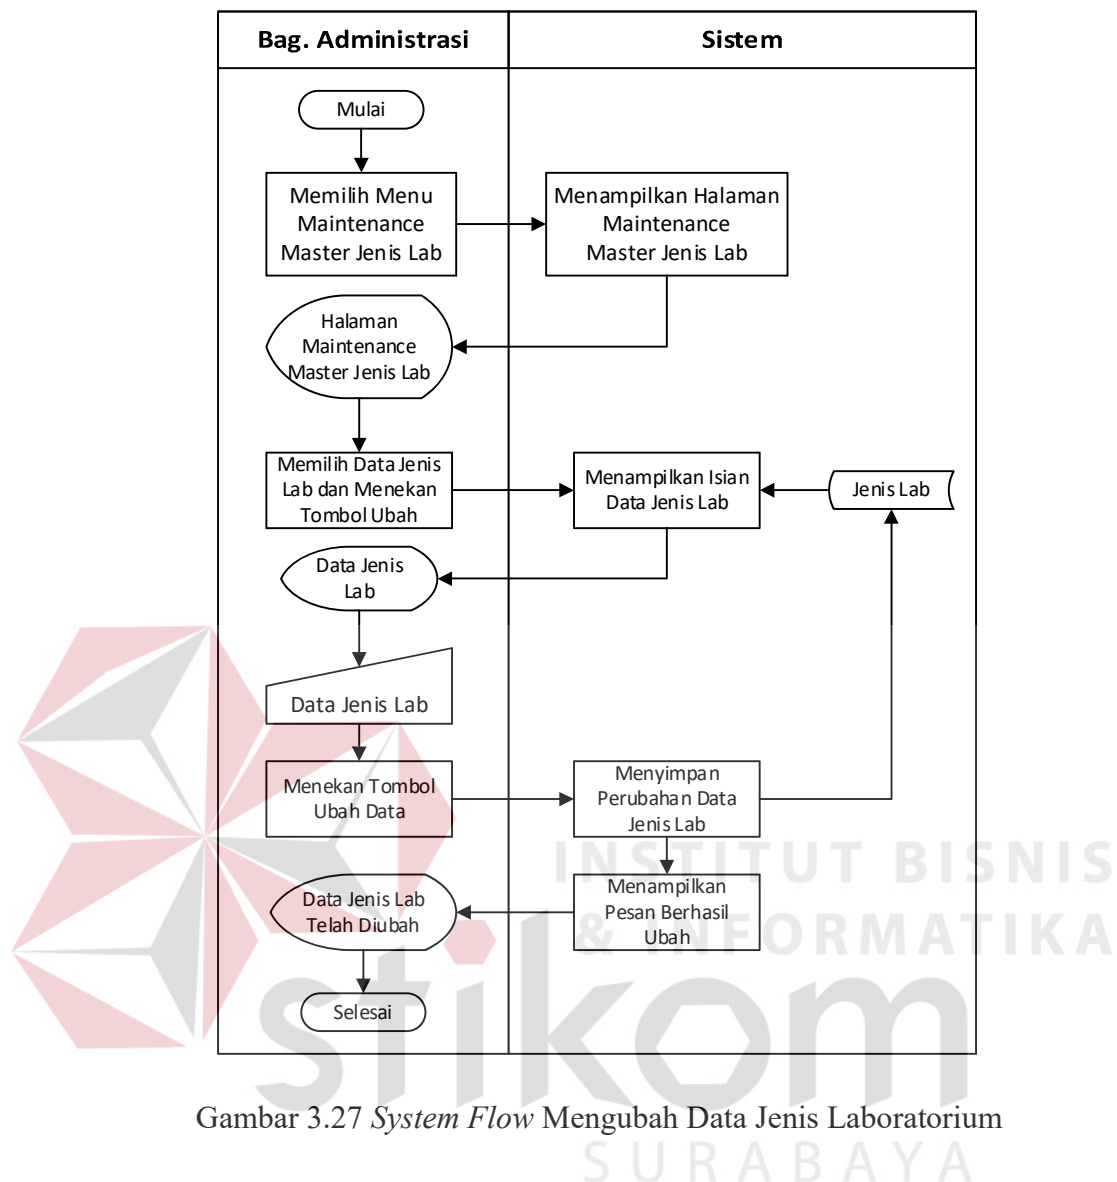 Bag. Administrasi
Sistem
Mulai
Memilih Menu
Maintenance
Master Jenis Lab
Menampilkan Halaman
Maintenance
Master Jenis Lab
Halaman
Maintenance
Master Jenis Lab
Memilih Data Jenis
Lab dan Menekan
Tombol Ubah
Menampilkan Isian
Data Jenis Lab
Jenis Lab
Data Jenis
Lab
Data Jenis Lab
Menekan Tombol
Ubah Data
Menyimpan
Perubahan Data
Jenis Lab
Menampilkan
Pesan Berhasil
Ubah
Data Jenis Lab
Telah Diubah
Selesai
INSTITUT BISNIS
& INFORMATIKA
stikom
SURABAYA
Gambar 3.27 System Flow Mengubah Data Jenis Laboratorium